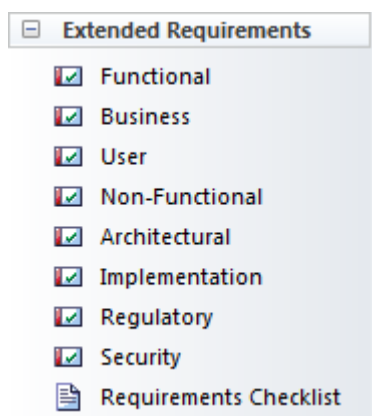 Extended Requirements
Functional
Business
User
Non-Functional
Architectural
Implementation
Regulatory
Security
Requirements Checklist